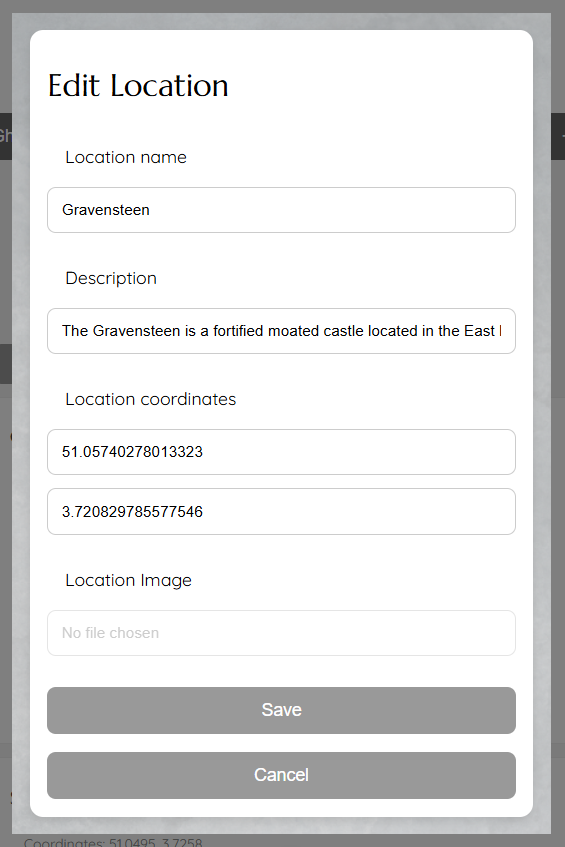 Edit Location
Location name
Gravensteen
Description
The Gravensteen is a fortified moated castle located in the East
Location coordinates
51.05740278013323
3.720829785577546
Location Image
No file chosen
Save
Cancel
Coordinates: 51.0495, 3.7258